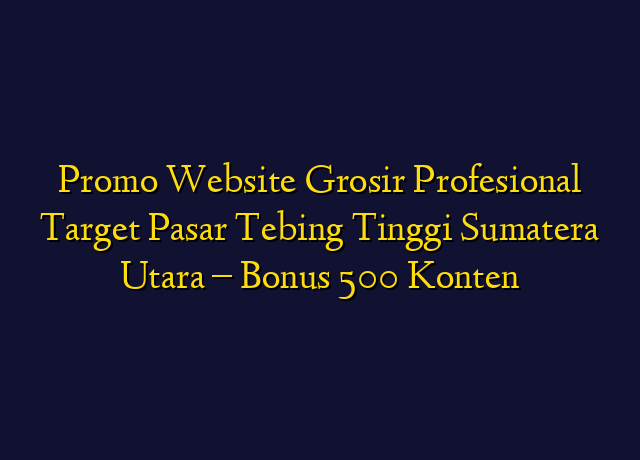 Promo Website Grosir Profesional
Target Pasar Tebing Tinggi Sumatera
Utara – Bonus 500 Konten